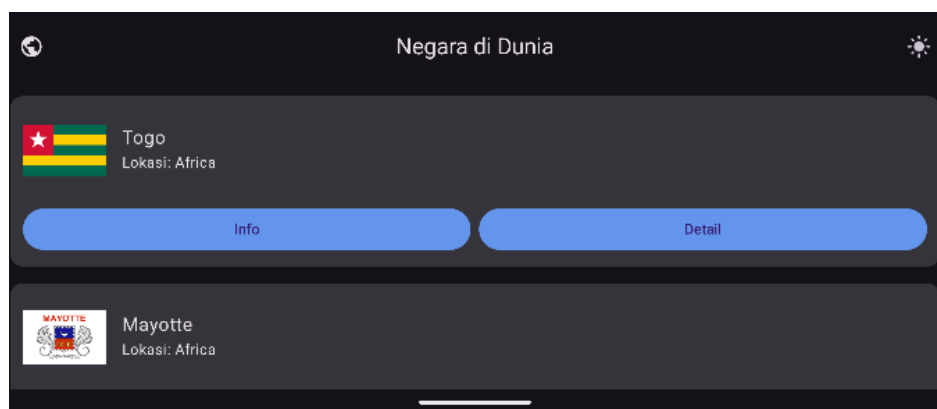 Negara di Dunia
Togo
Lokasi: Africa
Info
Detail
MAYOTTE
Mayotte
Lokasi: Africa